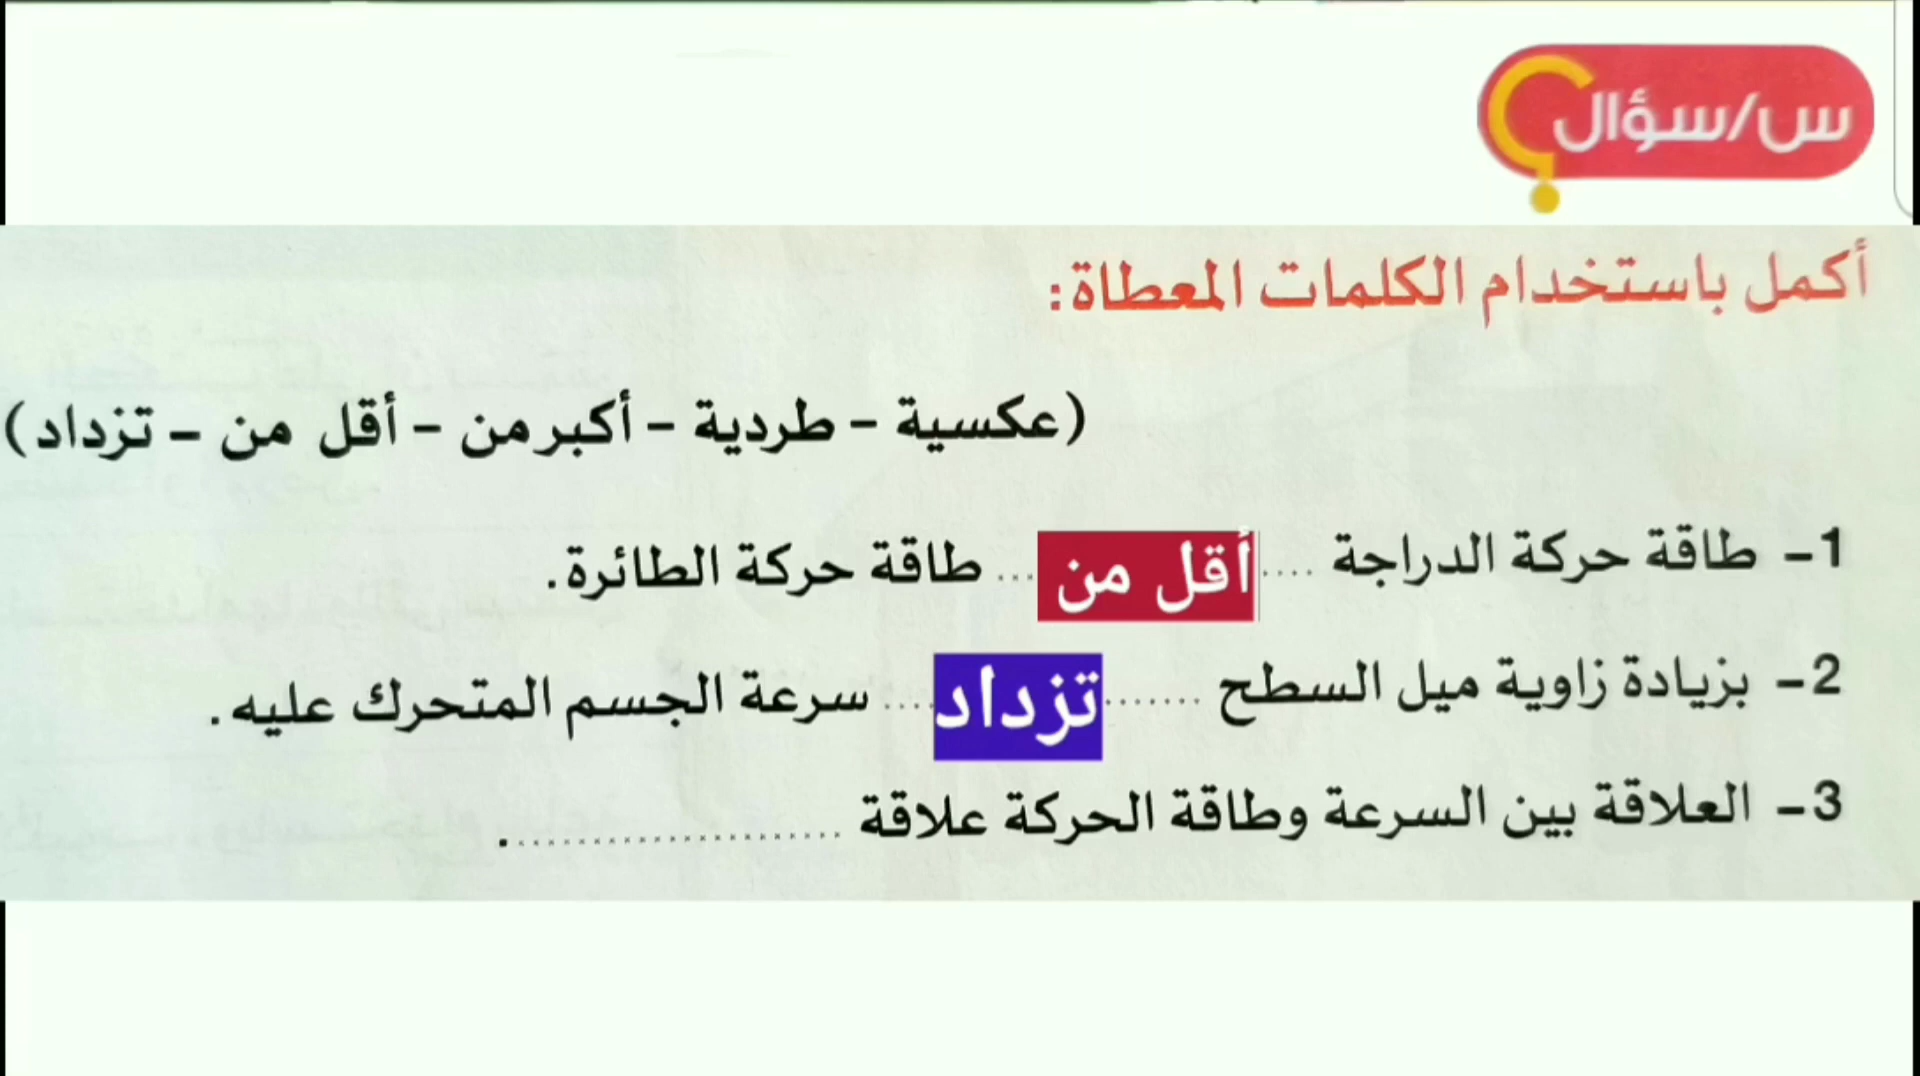 س/سؤال
أكمل باستخدام الكلمات المعطاة:
(عكسية - طردية - أكبر من - أقل من - تزداد)
1- طاقة حركة الدراجة .... أقل من ... طاقة حركة الطائرة.
2- بزيادة زاوية ميل السطح ....... تزداد .... سرعة الجسم المتحرك عليه.
3- العلاقة بين السرعة وطاقة الحركة علاقة ..................